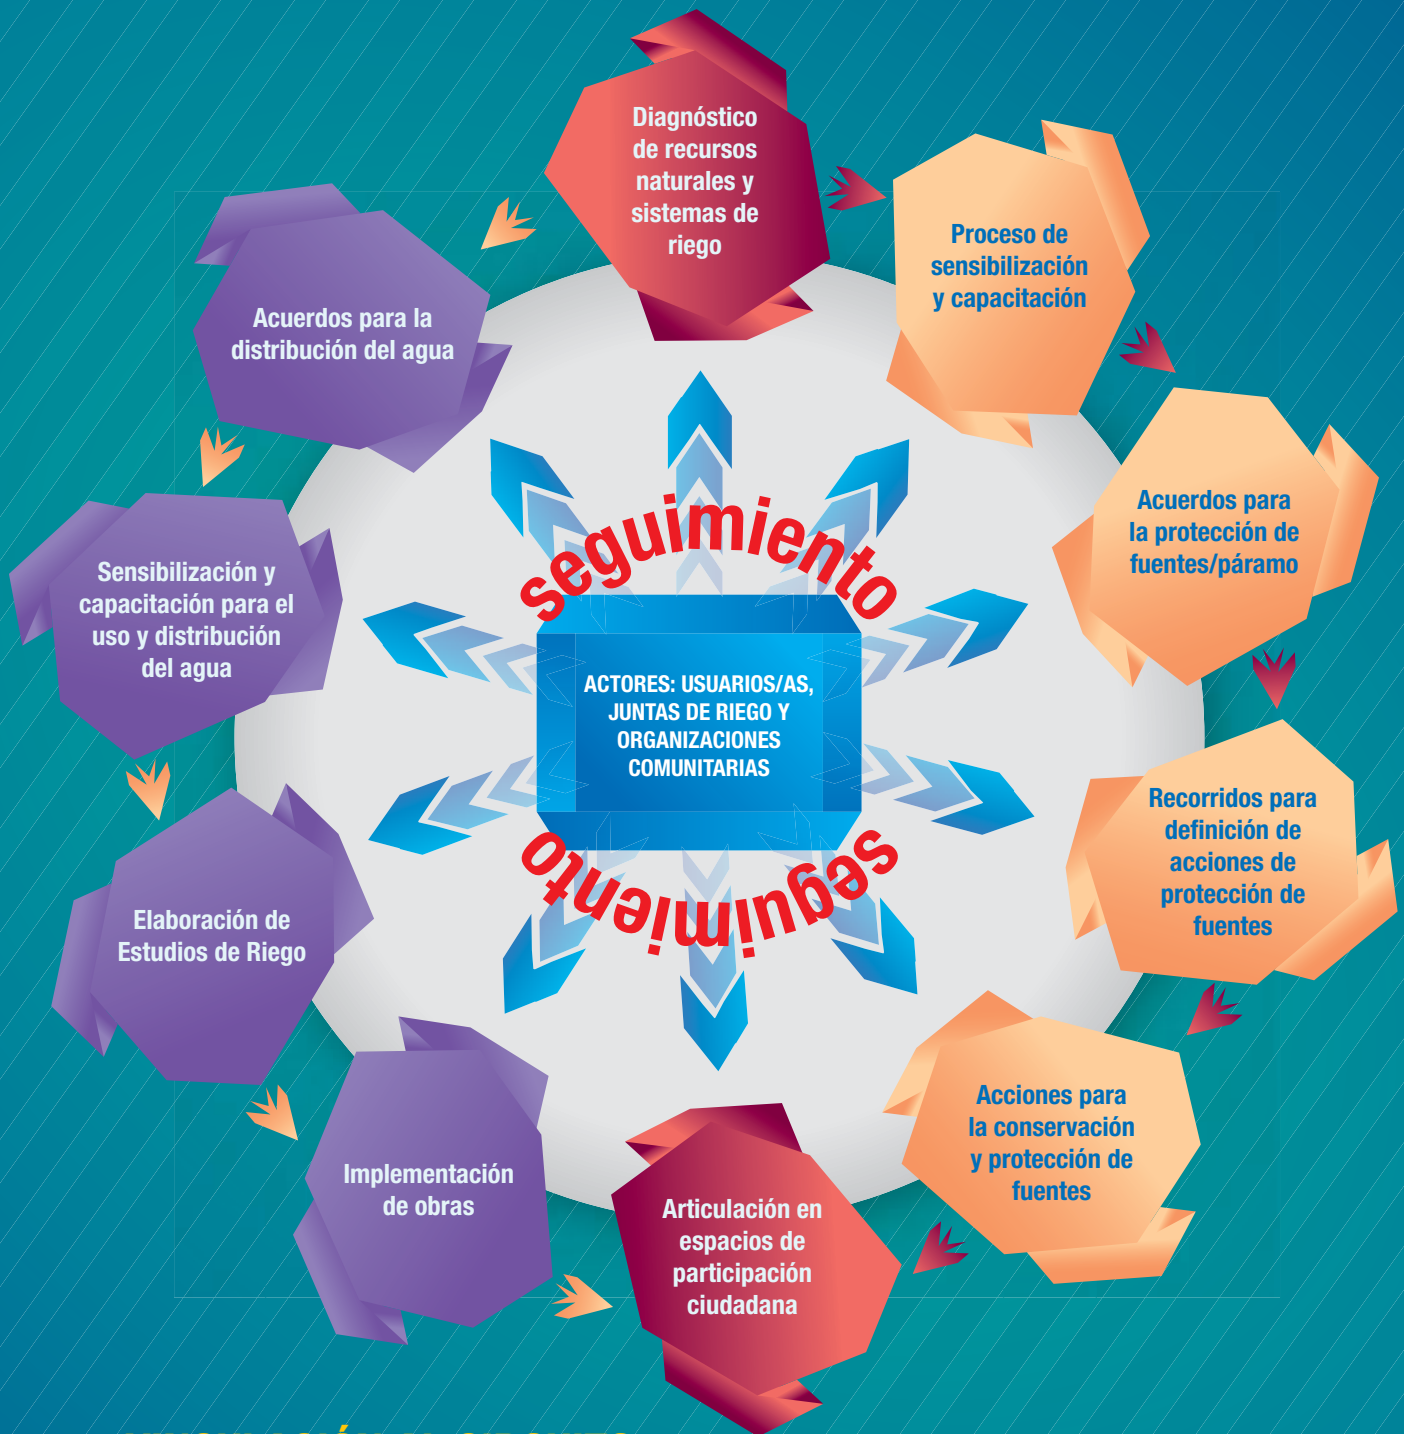 Diagnóstico
de recursos
naturales y
sistemas de
riego
Proceso de
sensibilización
y capacitación
Acuerdos para
la protección de
fuentes/páramo
Recorridos para
definición de
acciones de
protección de
fuentes
Acciones para
la conservación
y protección de
fuentes
Articulación en
espacios de
participación
ciudadana
Implementación
de obras
Elaboración de
Estudios de Riego
Sensibilización y
capacitación para el
uso y distribución
del agua
Acuerdos para la
distribución del agua
seguimiento
ACTORES: USUARIOS/AS,
JUNTAS DE RIEGO Y
ORGANIZACIONES
COMUNITARIAS
seguimiento